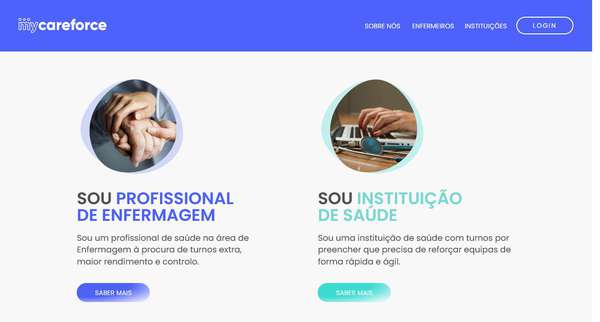 mycareforce
SOBRE NÓS
ENFERMEIROS
INSTITUIÇÕES
LOGIN
SOU PROFISSIONAL
DE ENFERMAGEM
Sou um profissional de saúde na área de
Enfermagem à procura de turnos extra,
maior rendimento e controlo.
SABER MAIS
SOU INSTITUIÇÃO
DE SAÚDE
Sou uma instituição de saúde com turnos por
preencher que precisa de reforçar equipas de
forma rápida e ágil.
SABER MAIS